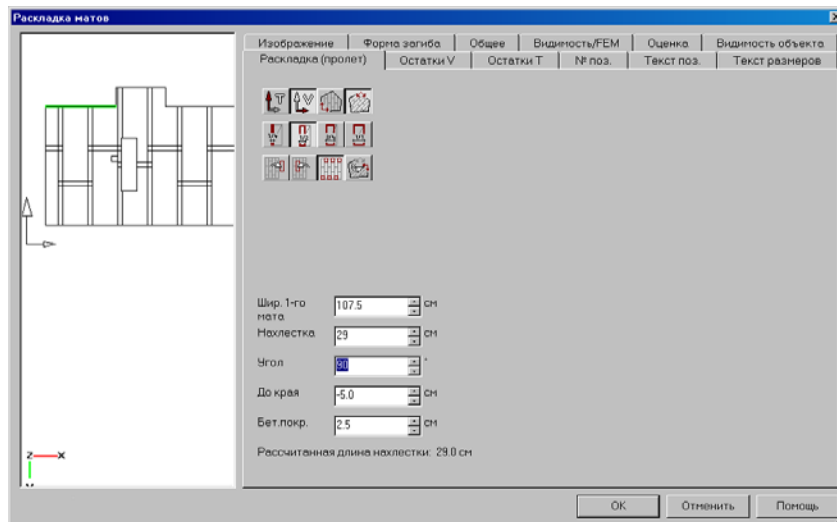 Раскладка матов
Изображение Форма загиба Общее Видимость/FEM Оценка Видимость объекта
Раскладка (пролет) Остатки V Остатки T № поз. Текст поз. Текст размеров
T V
Шир. 1-го мата 107.5 см
Нахлестка 29 см
Угол 90 °
До края -5.0 см
Бет.покр. 2.5 см
Рассчитанная длина нахлестки: 29.0 см
z x
OK Отменить Помощь